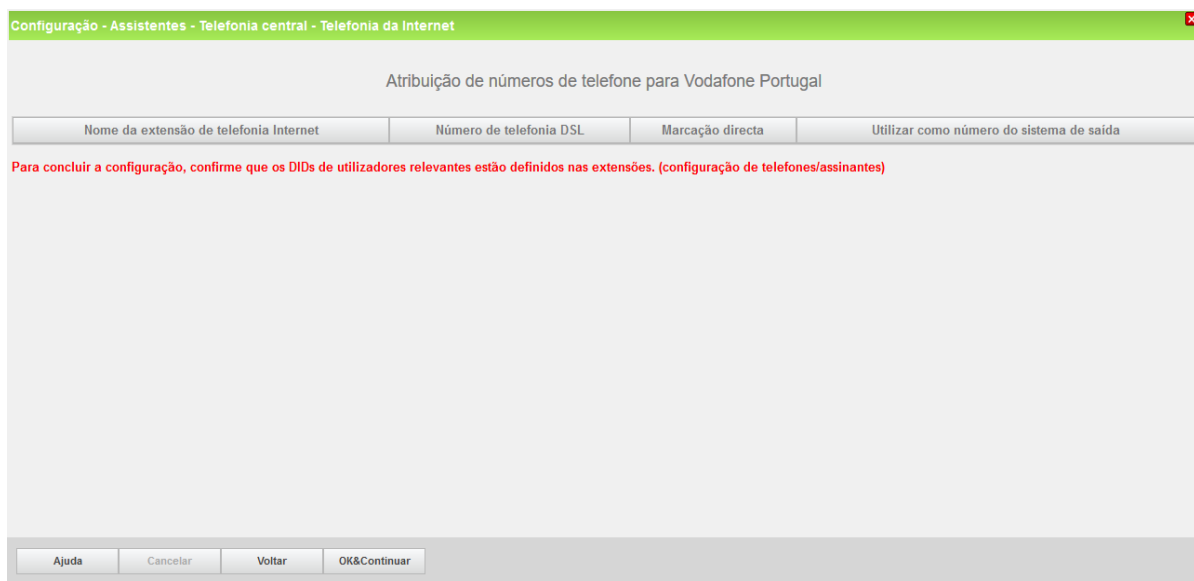 Configuração - Assistentes - Telefonia central - Telefonia da Internet
Atribuição de números de telefone para Vodafone Portugal
Nome da extensão de telefonia Internet Número de telefonia DSL Marcação directa Utilizar como número do sistema de saída
Para concluir a configuração, confirme que os DIDs de utilizadores relevantes estão definidos nas extensões. (configuração de telefones/assinantes)
Ajuda Cancelar Voltar OK&Continuar